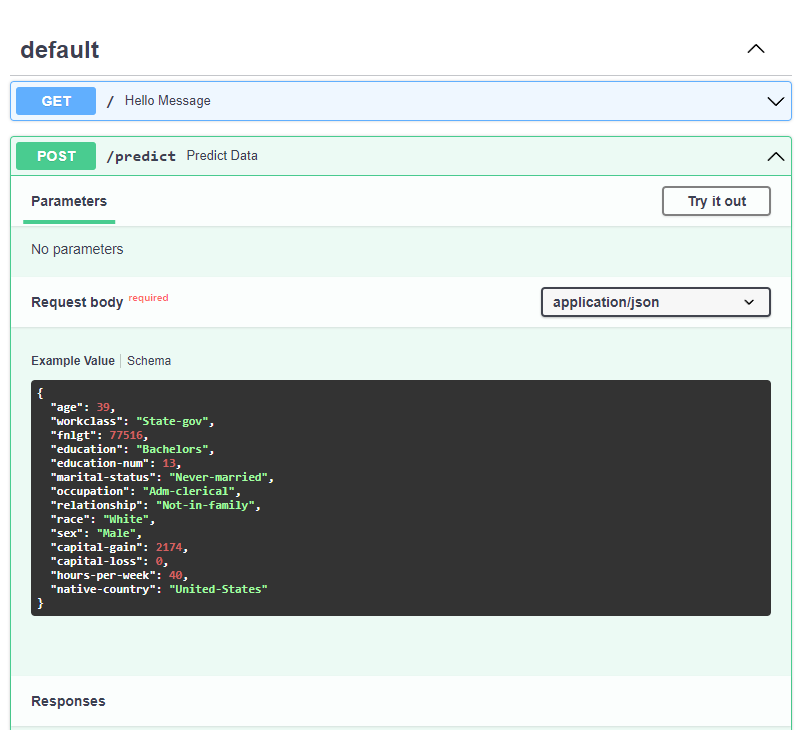 default
GET / Hello Message
POST /predict Predict Data
Parameters
Try it out
No parameters
Request body required
application/json
Example Value Schema
{
"age": 39,
"workclass": "State-gov",
"fnlgt": 77516,
"education": "Bachelors",
"education-num": 13,
"marital-status": "Never-married",
"occupation": "Adm-clerical",
"relationship": "Not-in-family",
"race": "White",
"sex": "Male",
"capital-gain": 2174,
"capital-loss": 0,
"hours-per-week": 40,
"native-country": "United-States"
}
Responses